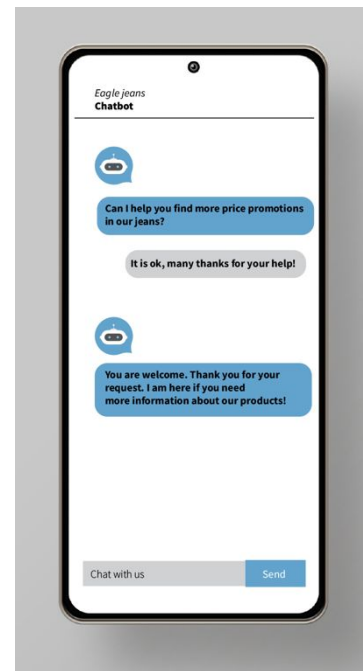 Eagle jeans
Chatbot
Can I help you find more price promotions
in our jeans?
It is ok, many thanks for your help!
You are welcome. Thank you for your
request. I am here if you need
more information about our products!
Chat with us
Send